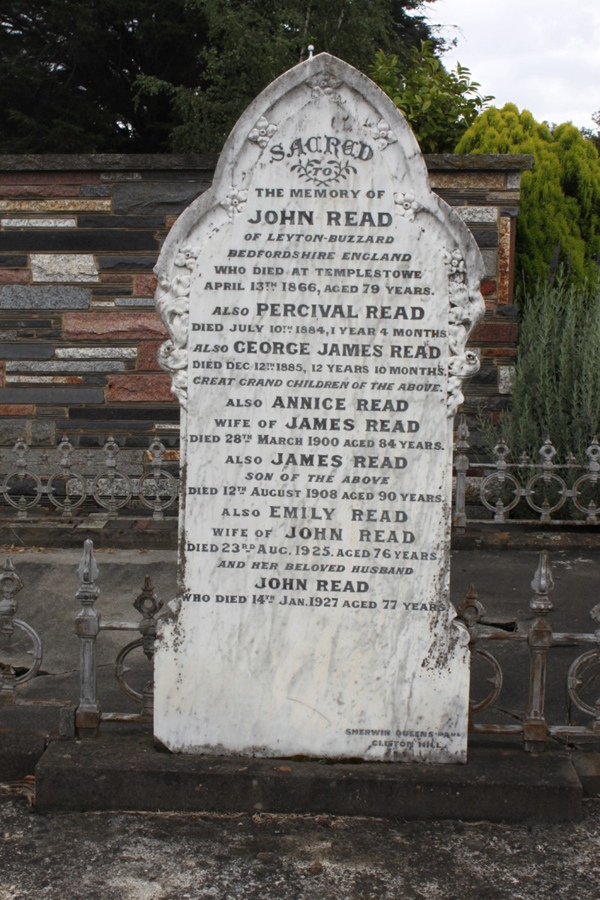 SACRED
TO
THE MEMORY OF
JOHN READ
OF LEYTON-BUZZARD
BEDFORDSHIRE ENGLAND
WHO DIED AT TEMPLESTOWE
APRIL 13TH 1866, AGED 79 YEARS.
ALSO PERCIVAL READ
DIED JULY 10TH 1884, 1 YEAR 4 MONTHS
ALSO GEORGE JAMES READ
DIED DEC 12TH 1885, 12 YEARS 10 MONTHS.
GREAT GRAND CHILDREN OF THE ABOVE.
ALSO ANNICE READ
WIFE OF JAMES READ
DIED 28TH MARCH 1900 AGED 84 YEARS.
ALSO JAMES READ
SON OF THE ABOVE
DIED 12TH AUGUST 1908 AGED 90 YEARS.
ALSO EMILY READ
WIFE OF JOHN READ
DIED 23RD AUG. 1925. AGED 76 YEARS.
AND HER BELOVED HUSBAND
JOHN READ
WHO DIED 14TH JAN. 1927 AGED 77 YEARS.
SHERWIN QUEENS
CLIFTON HILL